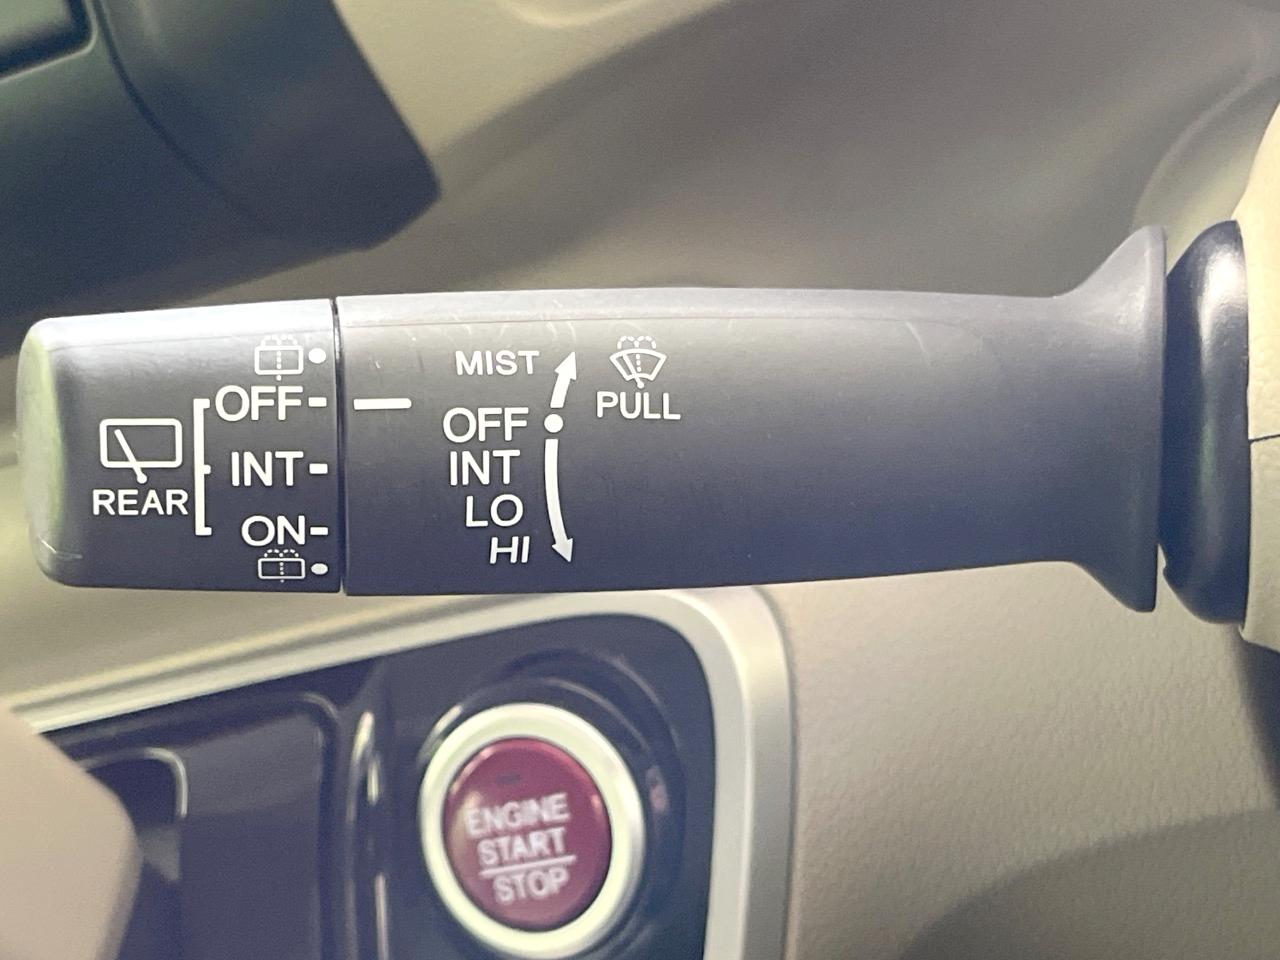 OFF
INT
ON
REAR
MIST
OFF
INT
LO
HI
PULL
ENGINE
START
STOP